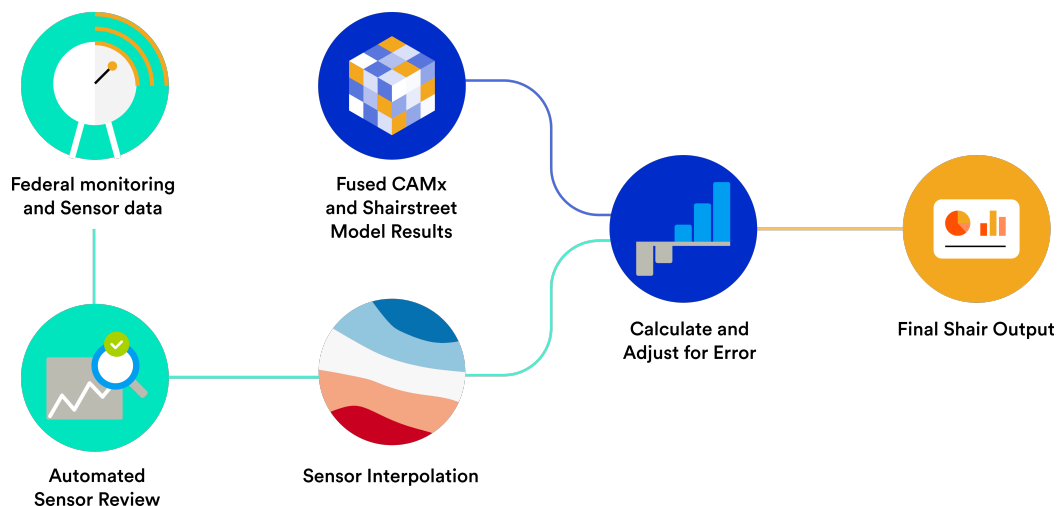 Federal monitoring
and Sensor data
Fused CAMx
and Shairstreet
Model Results
Calculate and
Adjust for Error
Final Shair Output
Automated
Sensor Review
Sensor Interpolation